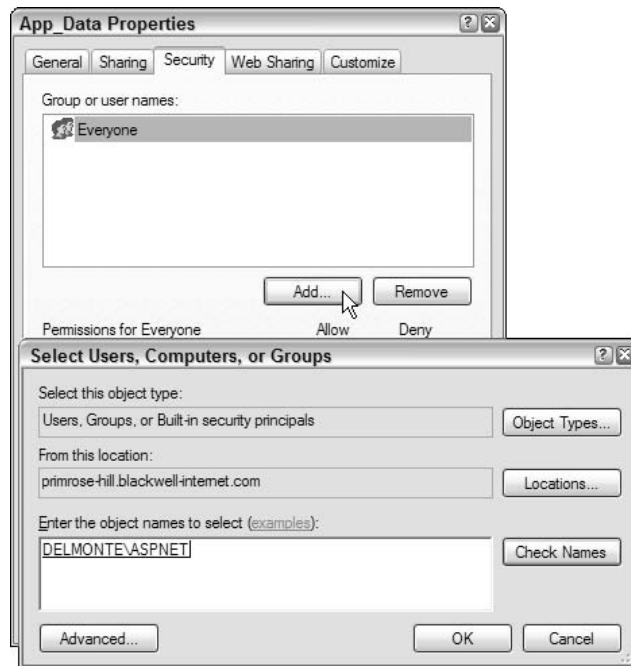 App_Data Properties
General Sharing Security Web Sharing Customize
Group or user names:
Everyone
Add... Remove
Permissions for Everyone Allow Deny
Select Users, Computers, or Groups
Select this object type:
Users, Groups, or Built-in security principals Object Types...
From this location:
primrose-hill.blackwell-internet.com Locations...
Enter the object names to select (examples):
DELMONTE\ASPNET Check Names
Advanced... OK Cancel